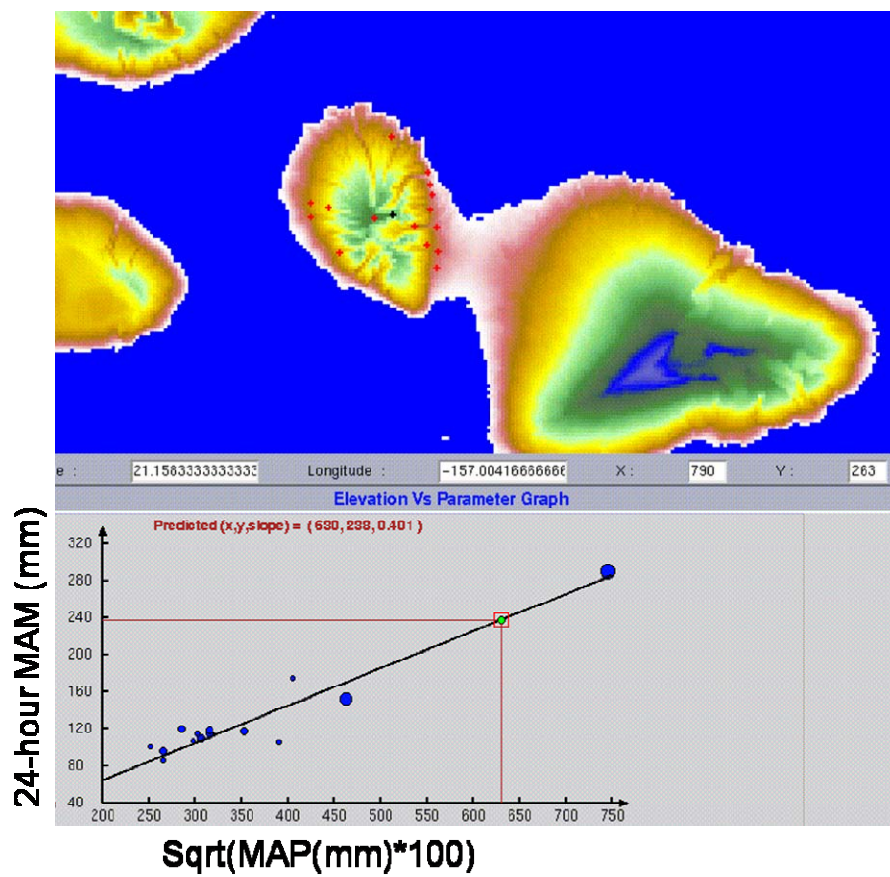 e : 21.1583333333333 Longitude : -157.00416666666 X : 790 Y : 263
Elevation Vs Parameter Graph
Predicted (x,y,slope) = ( 630, 238, 0.401 )
24-hour MAM (mm)
320
280
240
200
160
120
80
40
200 250 300 350 400 450 500 550 600 650 700 750
Sqrt(MAP(mm)*100)